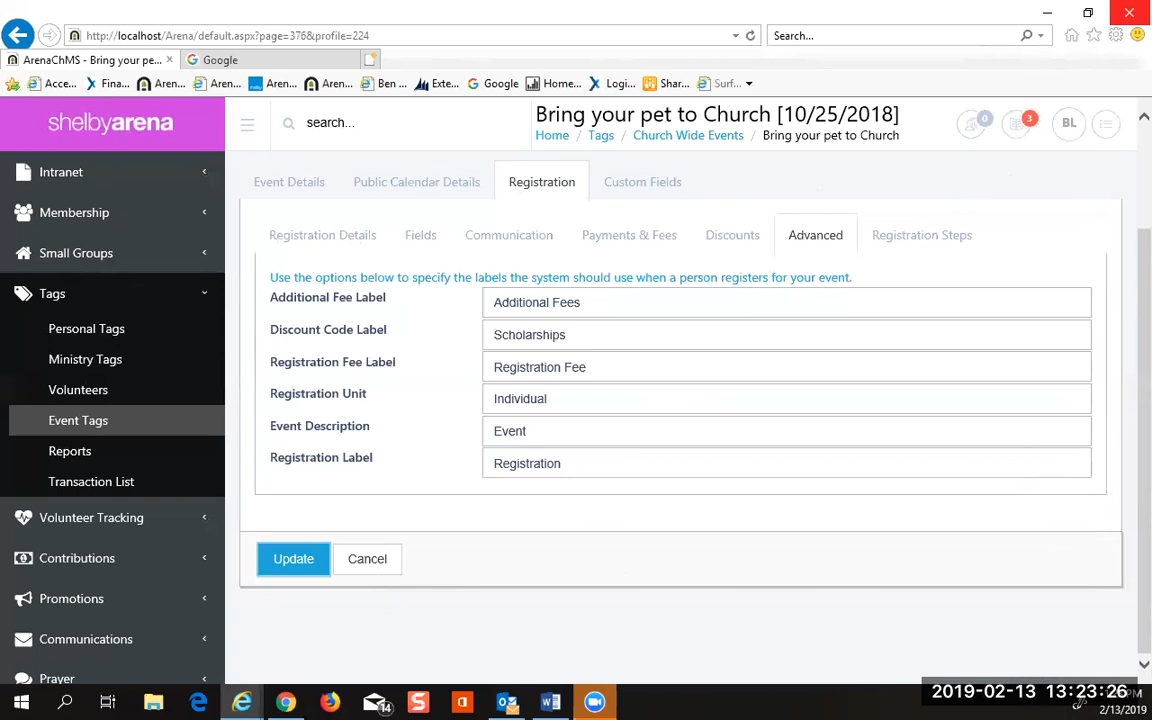 http://localhost/Arena/default.aspx?page=376&profile=224
Search...
ArenaChMS - Bring your pe...
Google
Acce...
Fina...
Aren...
Aren...
Aren...
Aren...
Ben ...
Exte...
Google
Home...
Logi...
Shar...
Surf...
shelbyarena
search...
Bring your pet to Church [10/25/2018]
Home / Tags / Church Wide Events / Bring your pet to Church
0
3
BL
Intranet
Membership
Small Groups
Tags
Personal Tags
Ministry Tags
Volunteers
Event Tags
Reports
Transaction List
Volunteer Tracking
Contributions
Promotions
Communications
Prayer
Event Details
Public Calendar Details
Registration
Custom Fields
Registration Details
Fields
Communication
Payments & Fees
Discounts
Advanced
Registration Steps
Use the options below to specify the labels the system should use when a person registers for your event.
Additional Fee Label
Additional Fees
Discount Code Label
Scholarships
Registration Fee Label
Registration Fee
Registration Unit
Individual
Event Description
Event
Registration Label
Registration
Update
Cancel
14
2019-02-13 13:23:26
2/13/2019